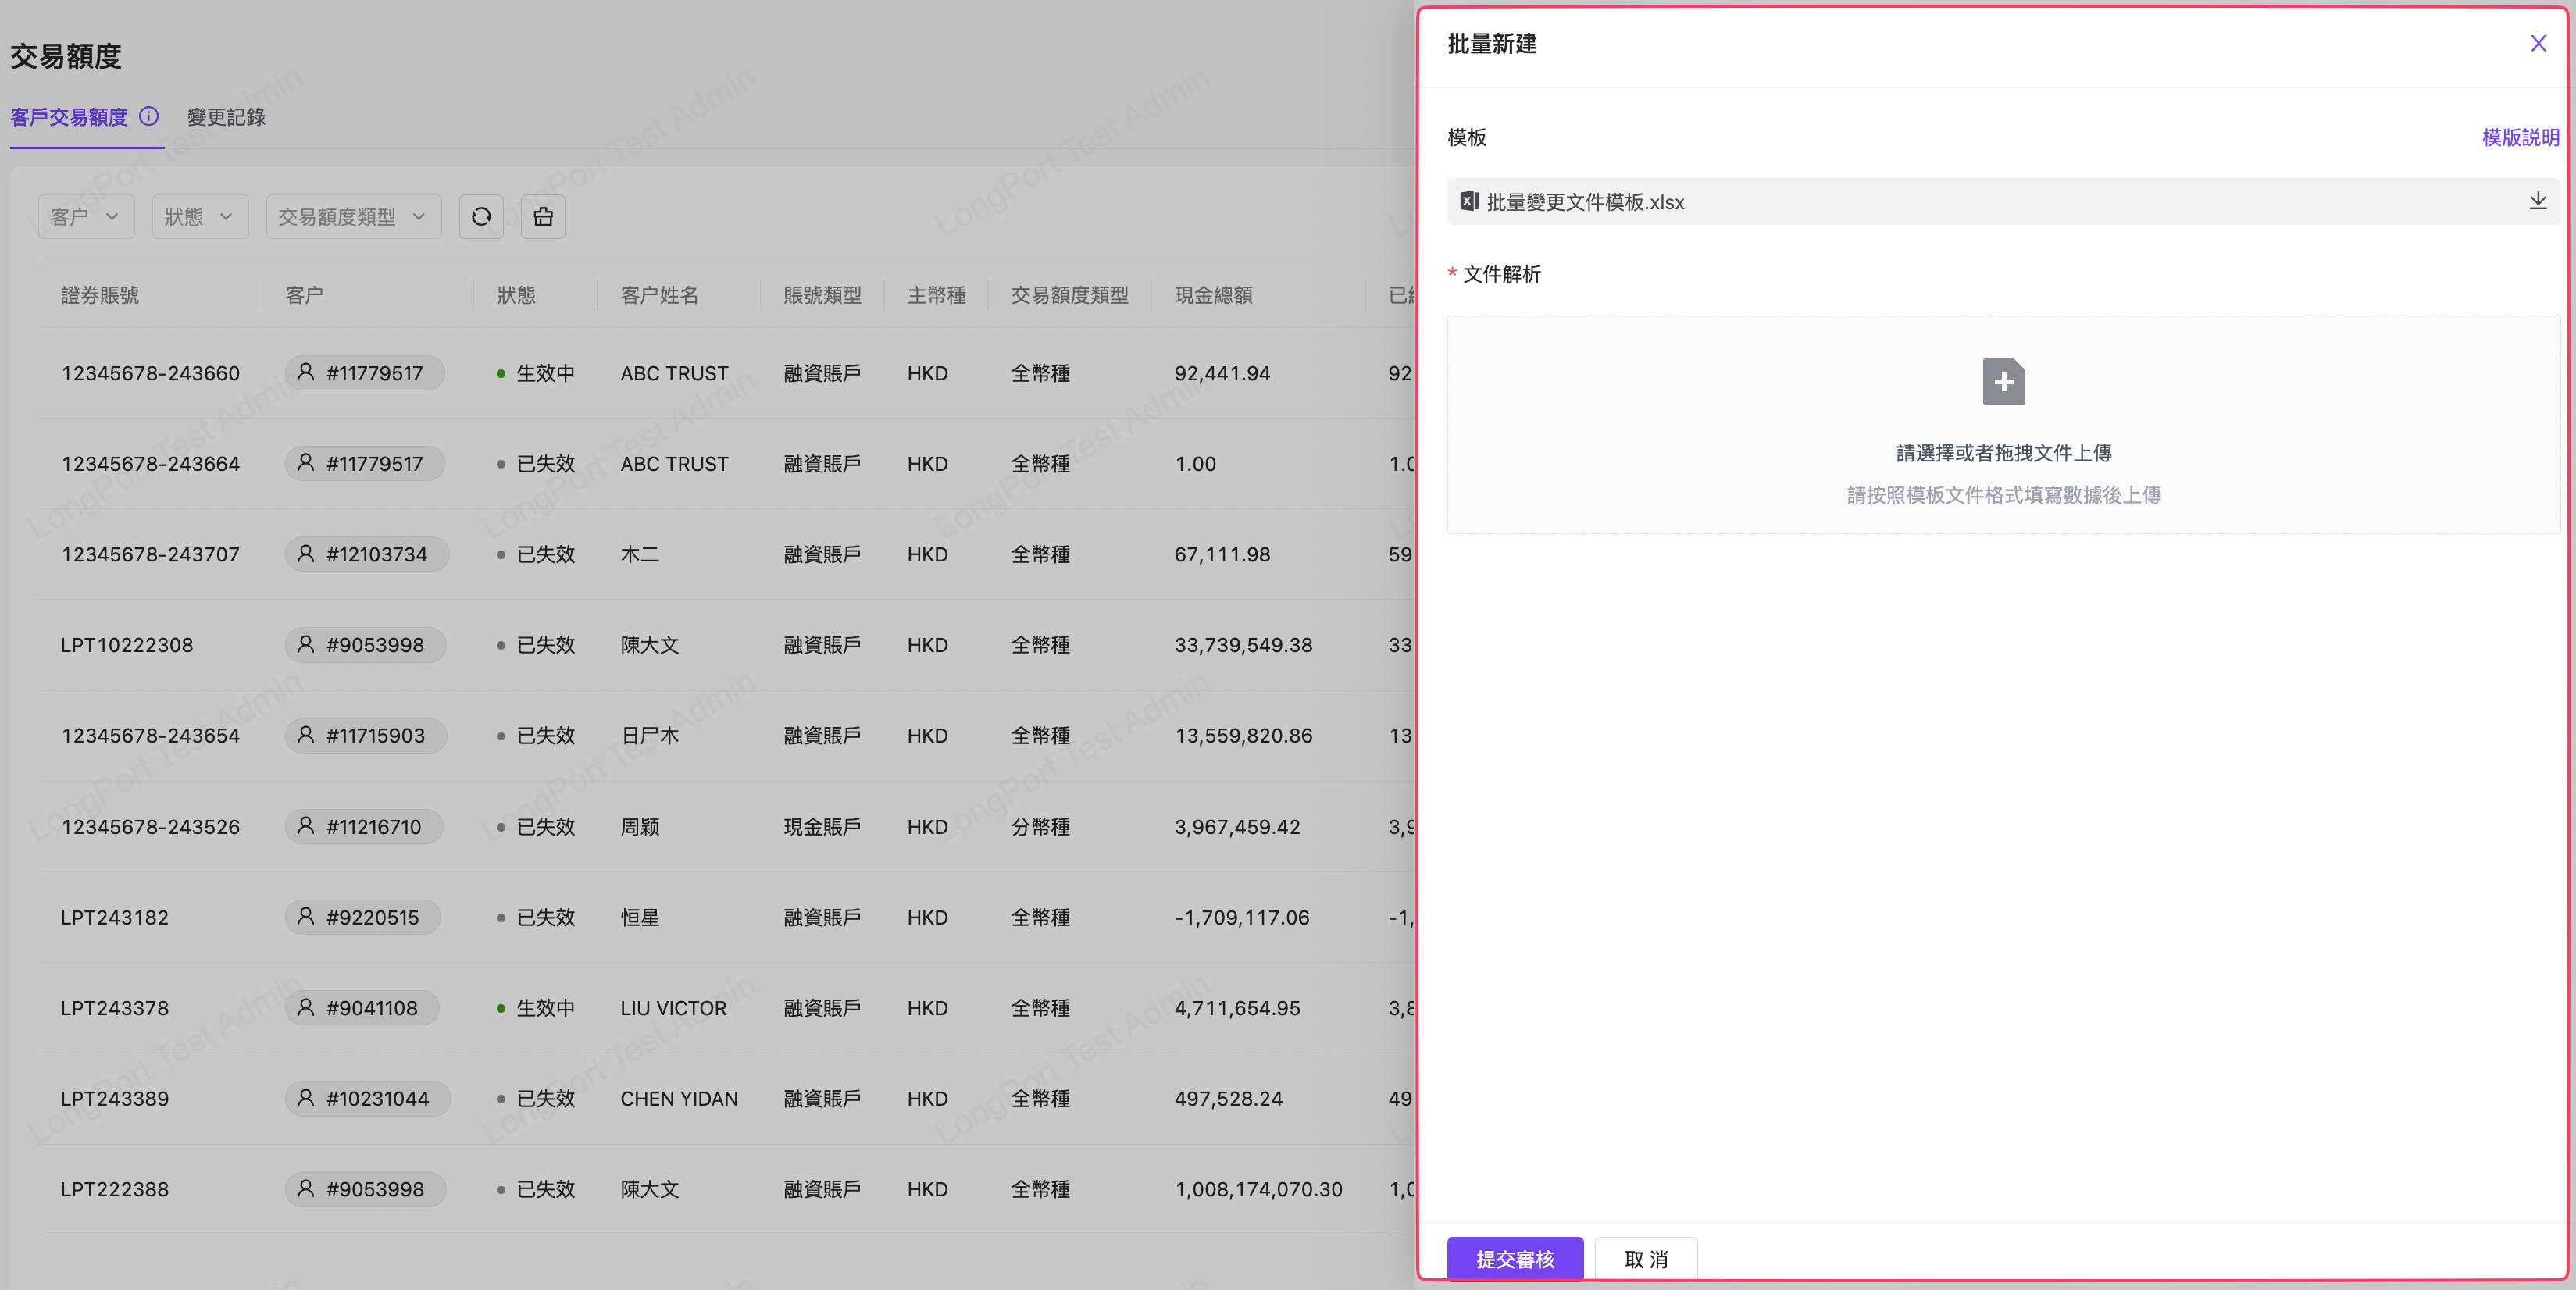 交易額度
客戶交易額度 變更記錄
客户 狀態 交易額度類型
證券賬號 客户 狀態 客户姓名 賬號類型 主幣種 交易額度類型 現金總額
12345678-243660 #11779517 生效中 ABC TRUST 融資賬戶 HKD 全幣種 92,441.94 92
12345678-243664 #11779517 已失效 ABC TRUST 融資賬戶 HKD 全幣種 1.00 1.0
12345678-243707 #12103734 已失效 木二 融資賬戶 HKD 全幣種 67,111.98 59
LPT10222308 #9053998 已失效 陳大文 融資賬戶 HKD 全幣種 33,739,549.38 33
12345678-243654 #11715903 已失效 日尸木 融資賬戶 HKD 全幣種 13,559,820.86 13
12345678-243526 #11216710 已失效 周颖 現金賬戶 HKD 分幣種 3,967,459.42 3,9
LPT243182 #9220515 已失效 恒星 融資賬戶 HKD 全幣種 -1,709,117.06 -1,
LPT243378 #9041108 生效中 LIU VICTOR 融資賬戶 HKD 全幣種 4,711,654.95 3,8
LPT243389 #10231044 已失效 CHEN YIDAN 融資賬戶 HKD 全幣種 497,528.24 49
LPT222388 #9053998 已失效 陳大文 融資賬戶 HKD 全幣種 1,008,174,070.30 1,0
LongPort Test Admin
批量新建
模板 模版説明
批量變更文件模板.xlsx
* 文件解析
請選擇或者拖拽文件上傳
請按照模板文件格式填寫數據後上傳
提交審核 取 消